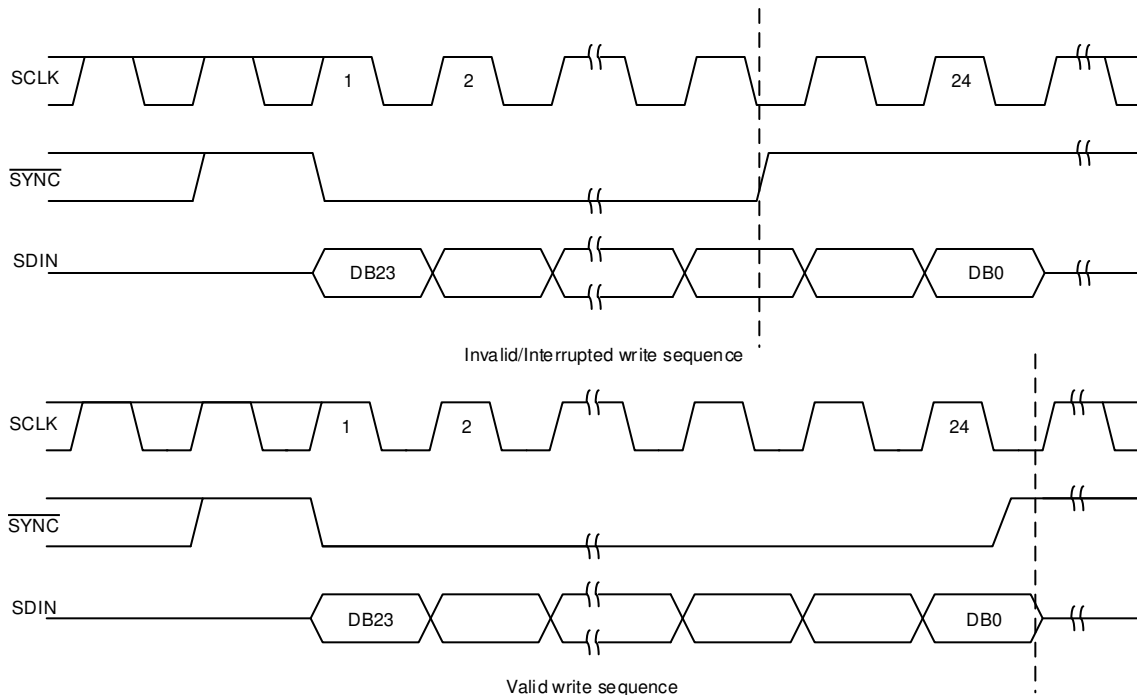 SCLK
1
2
24
SYNC
SDIN
DB23
DB0
Invalid/Interrupted write sequence
SCLK
1
2
24
SYNC
SDIN
DB23
DB0
Valid write sequence